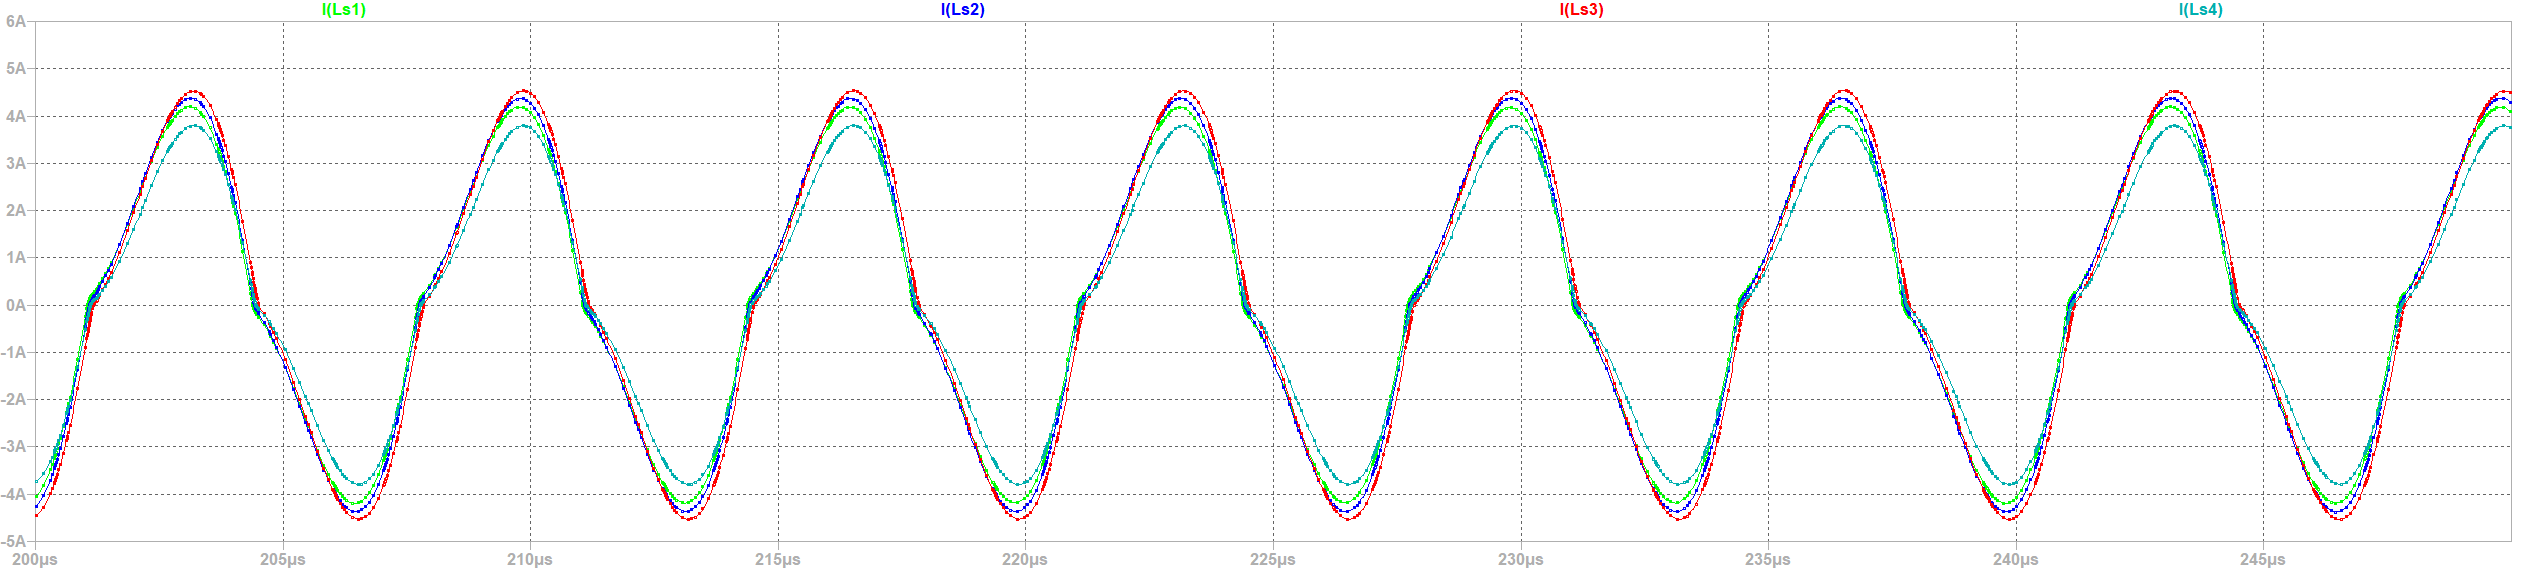 I(Ls1) I(Ls2) I(Ls3) I(Ls4)
6A
5A
4A
3A
2A
1A
0A
-1A
-2A
-3A
-4A
-5A
200µs 205µs 210µs 215µs 220µs 225µs 230µs 235µs 240µs 245µs